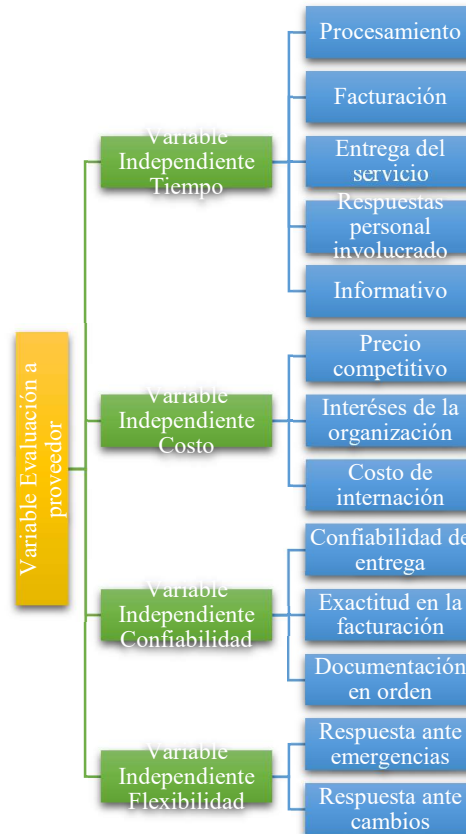 Variable Evaluación a
proveedor
Variable
Independiente
Tiempo
Procesamiento
Facturación
Entrega del
servicio
Respuestas
personal
involucrado
Informativo
Variable
Independiente
Costo
Precio
competitivo
Interéses de la
organización
Costo de
internación
Variable
Independiente
Confiabilidad
Confiabilidad de
entrega
Exactitud en la
facturación
Documentación
en orden
Variable
Independiente
Flexibilidad
Respuesta ante
emergencias
Respuesta ante
cambios